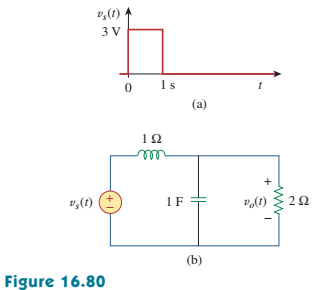 vₛ(t)
3 V
0 1 s t
(a)
1 Ω
vₛ(t) + − 1 F + vₒ(t) − 2 Ω
(b)
Figure 16.80